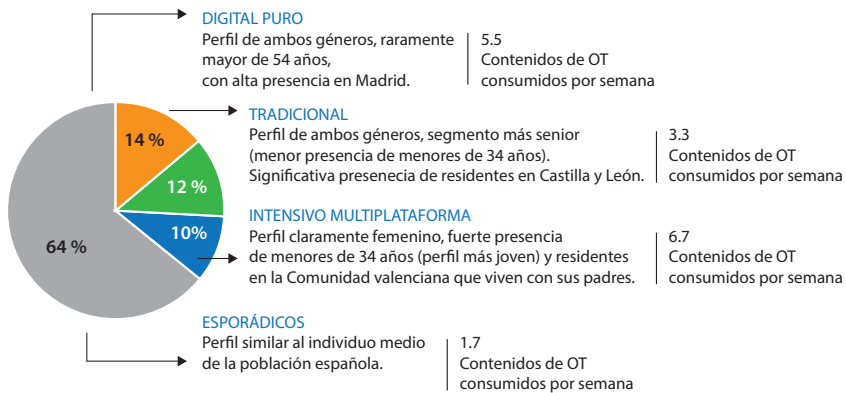 DIGITAL PURO
Perfil de ambos géneros, raramente
mayor de 54 años,
con alta presencia en Madrid.
5.5
Contenidos de OT
consumidos por semana
TRADICIONAL
Perfil de ambos géneros, segmento más senior
(menor presencia de menores de 34 años).
Significativa presenecia de residentes en Castilla y León.
3.3
Contenidos de OT
consumidos por semana
INTENSIVO MULTIPLATAFORMA
Perfil claramente femenino, fuerte presencia
de menores de 34 años (perfil más joven) y residentes
en la Comunidad valenciana que viven con sus padres.
6.7
Contenidos de OT
consumidos por semana
ESPORÁDICOS
Perfil similar al individuo medio
de la población española.
1.7
Contenidos de OT
consumidos por semana
14 %
12 %
10%
64 %